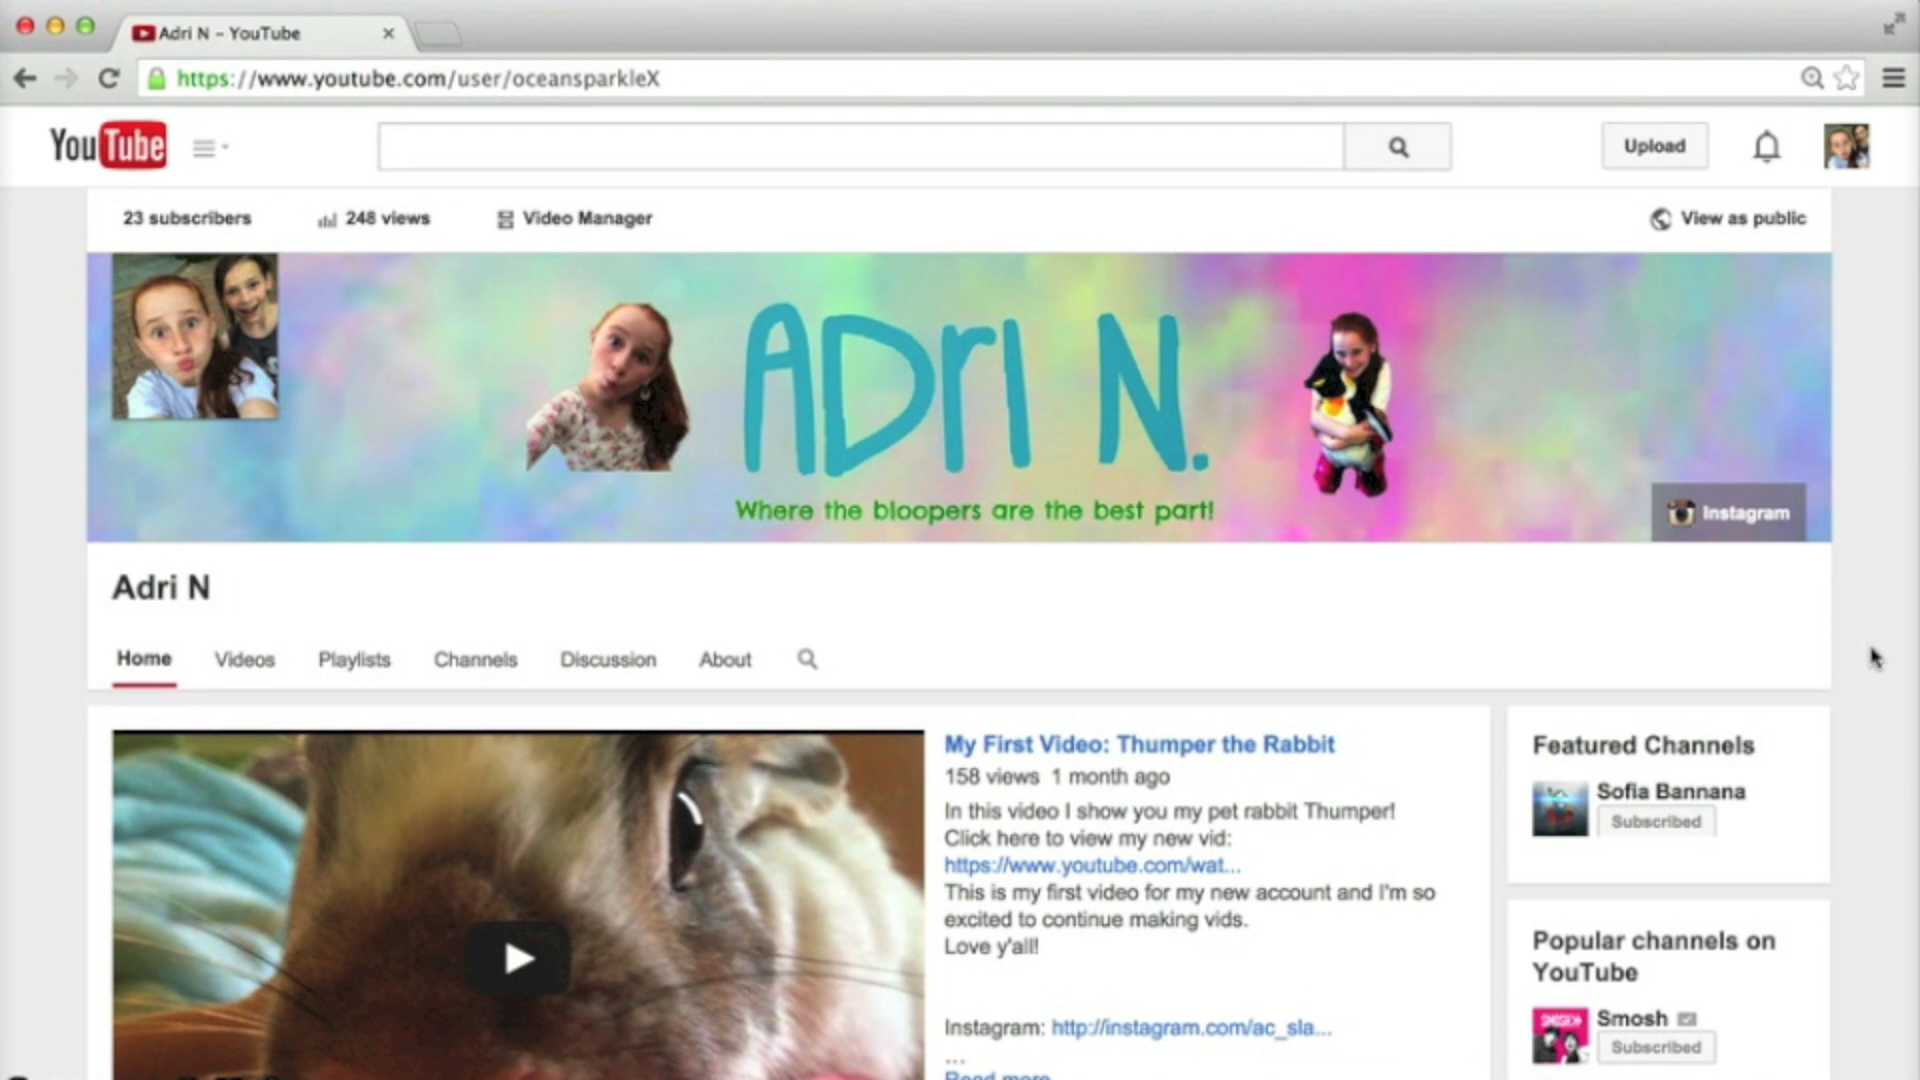 Adri N - YouTube
https://www.youtube.com/user/oceansparkleX
YouTube
Upload
23 subscribers
248 views
Video Manager
View as public
ADrI N.
Where the bloopers are the best part!
Instagram
Adri N
Home
Videos
Playlists
Channels
Discussion
About
My First Video: Thumper the Rabbit
158 views 1 month ago
In this video I show you my pet rabbit Thumper!
Click here to view my new vid:
https://www.youtube.com/wat...
This is my first video for my new account and I'm so
excited to continue making vids.
Love y'all!
Instagram: http://instagram.com/ac_sla...
...
Read more
Featured Channels
Sofia Bannana
Subscribed
Popular channels on
YouTube
SMOSH
Smosh
Subscribed